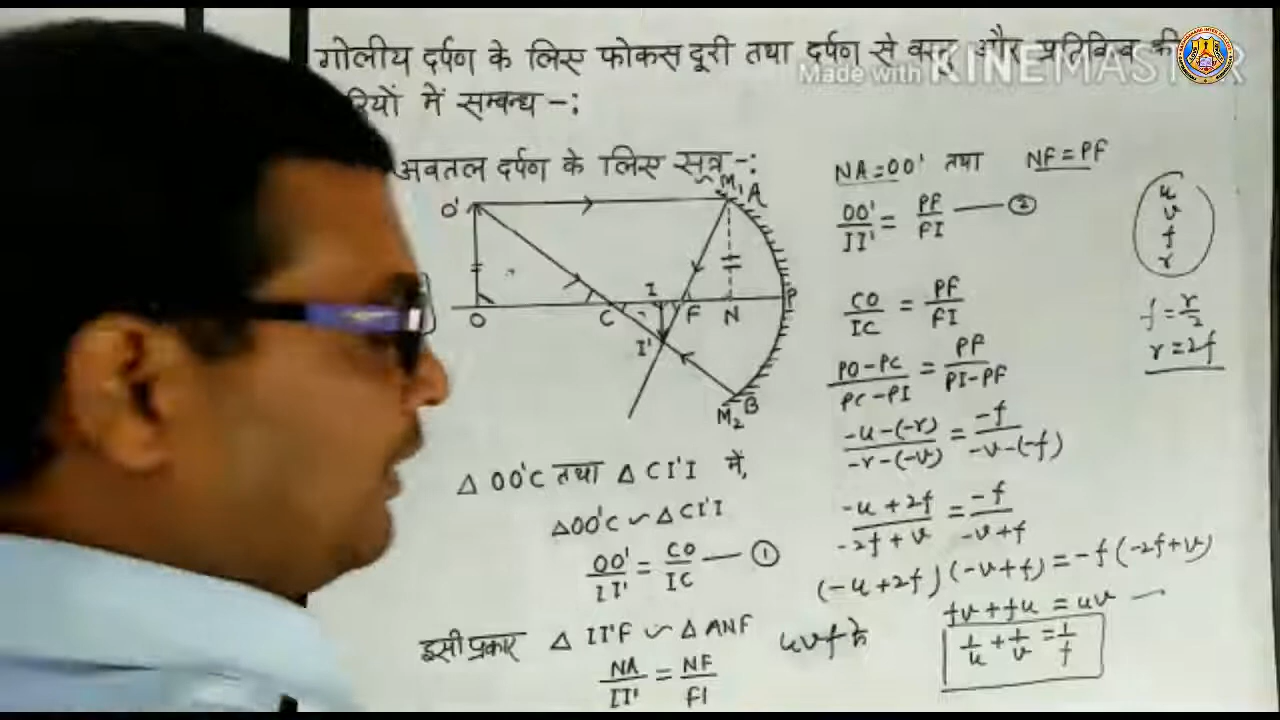 गोलीय दर्पण के लिए फोकस दूरी तथा दर्पण से वस्तु और प्रतिबिम्ब की
में सम्बन्ध -:
Made with KINEMASTER
अवतल दर्पण के लिए सूत्र -:
O'
M₁ A
O C I F N P
I'
M₂ B
△ OO'C तथा △ CI'I में,
△OO'C ∽ △CI'I
OO'/II' = CO/IC — ①
इसी प्रकार △ II'F ∽ △ ANF
NA/II' = NF/FI
NA=OO' तथा NF=PF
OO'/II' = PF/FI — ②
CO/IC = PF/FI
PO-PC/PC-PI = PF/PI-PF
-u-(-r)/-r-(-v) = -f/-v-(-f)
-u+2f/-2f+v = -f/-v+f
(-u+2f)(-v+f) = -f(-2f+v)
fv+fu = uv
uvf के
1/u + 1/v = 1/f
u
v
f
r
f = r/2
r = 2f